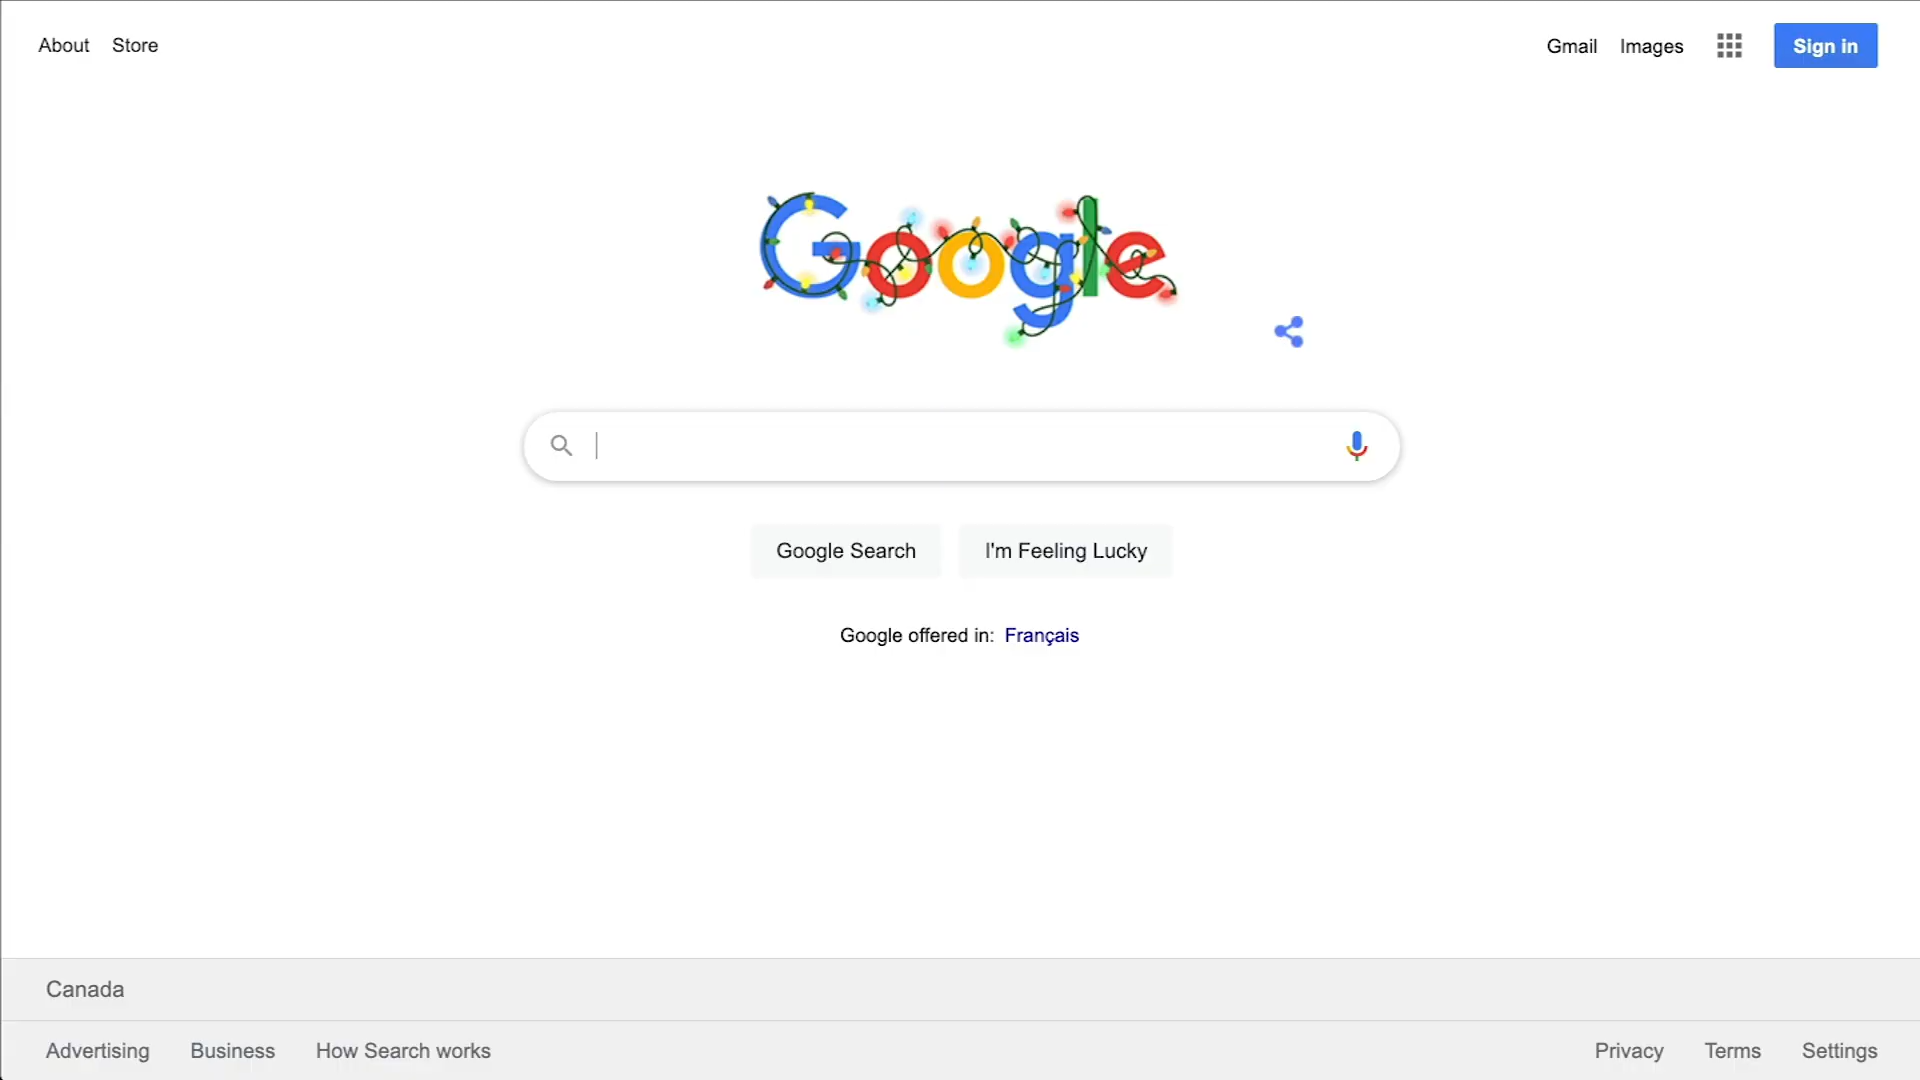 About Store
Gmail Images Sign in
Google
Google Search I'm Feeling Lucky
Google offered in: Français
Canada
Advertising Business How Search works
Privacy Terms Settings